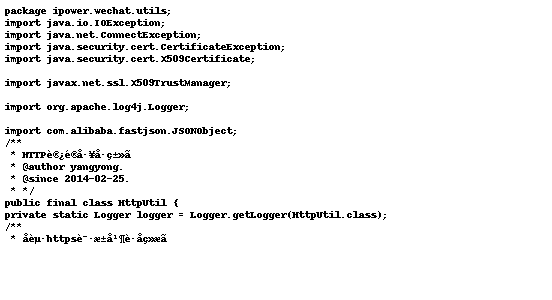 package ipower.wechat.utils;
import java.io.IOException;
import java.net.ConnectException;
import java.security.cert.CertificateException;
import java.security.cert.X509Certificate;
import javax.net.ssl.X509TrustManager;
import org.apache.log4j.Logger;
import com.alibaba.fastjson.JSONObject;
/**
* HTTPè®¿é®å·¥å·ç±»ã
* @author yangyong.
* @since 2014-02-25.
* */
public final class HttpUtil {
private static Logger logger = Logger.getLogger(HttpUtil.class);
/**
* åèµ·httpsè¯·æ±å¹¶è·åç»æã